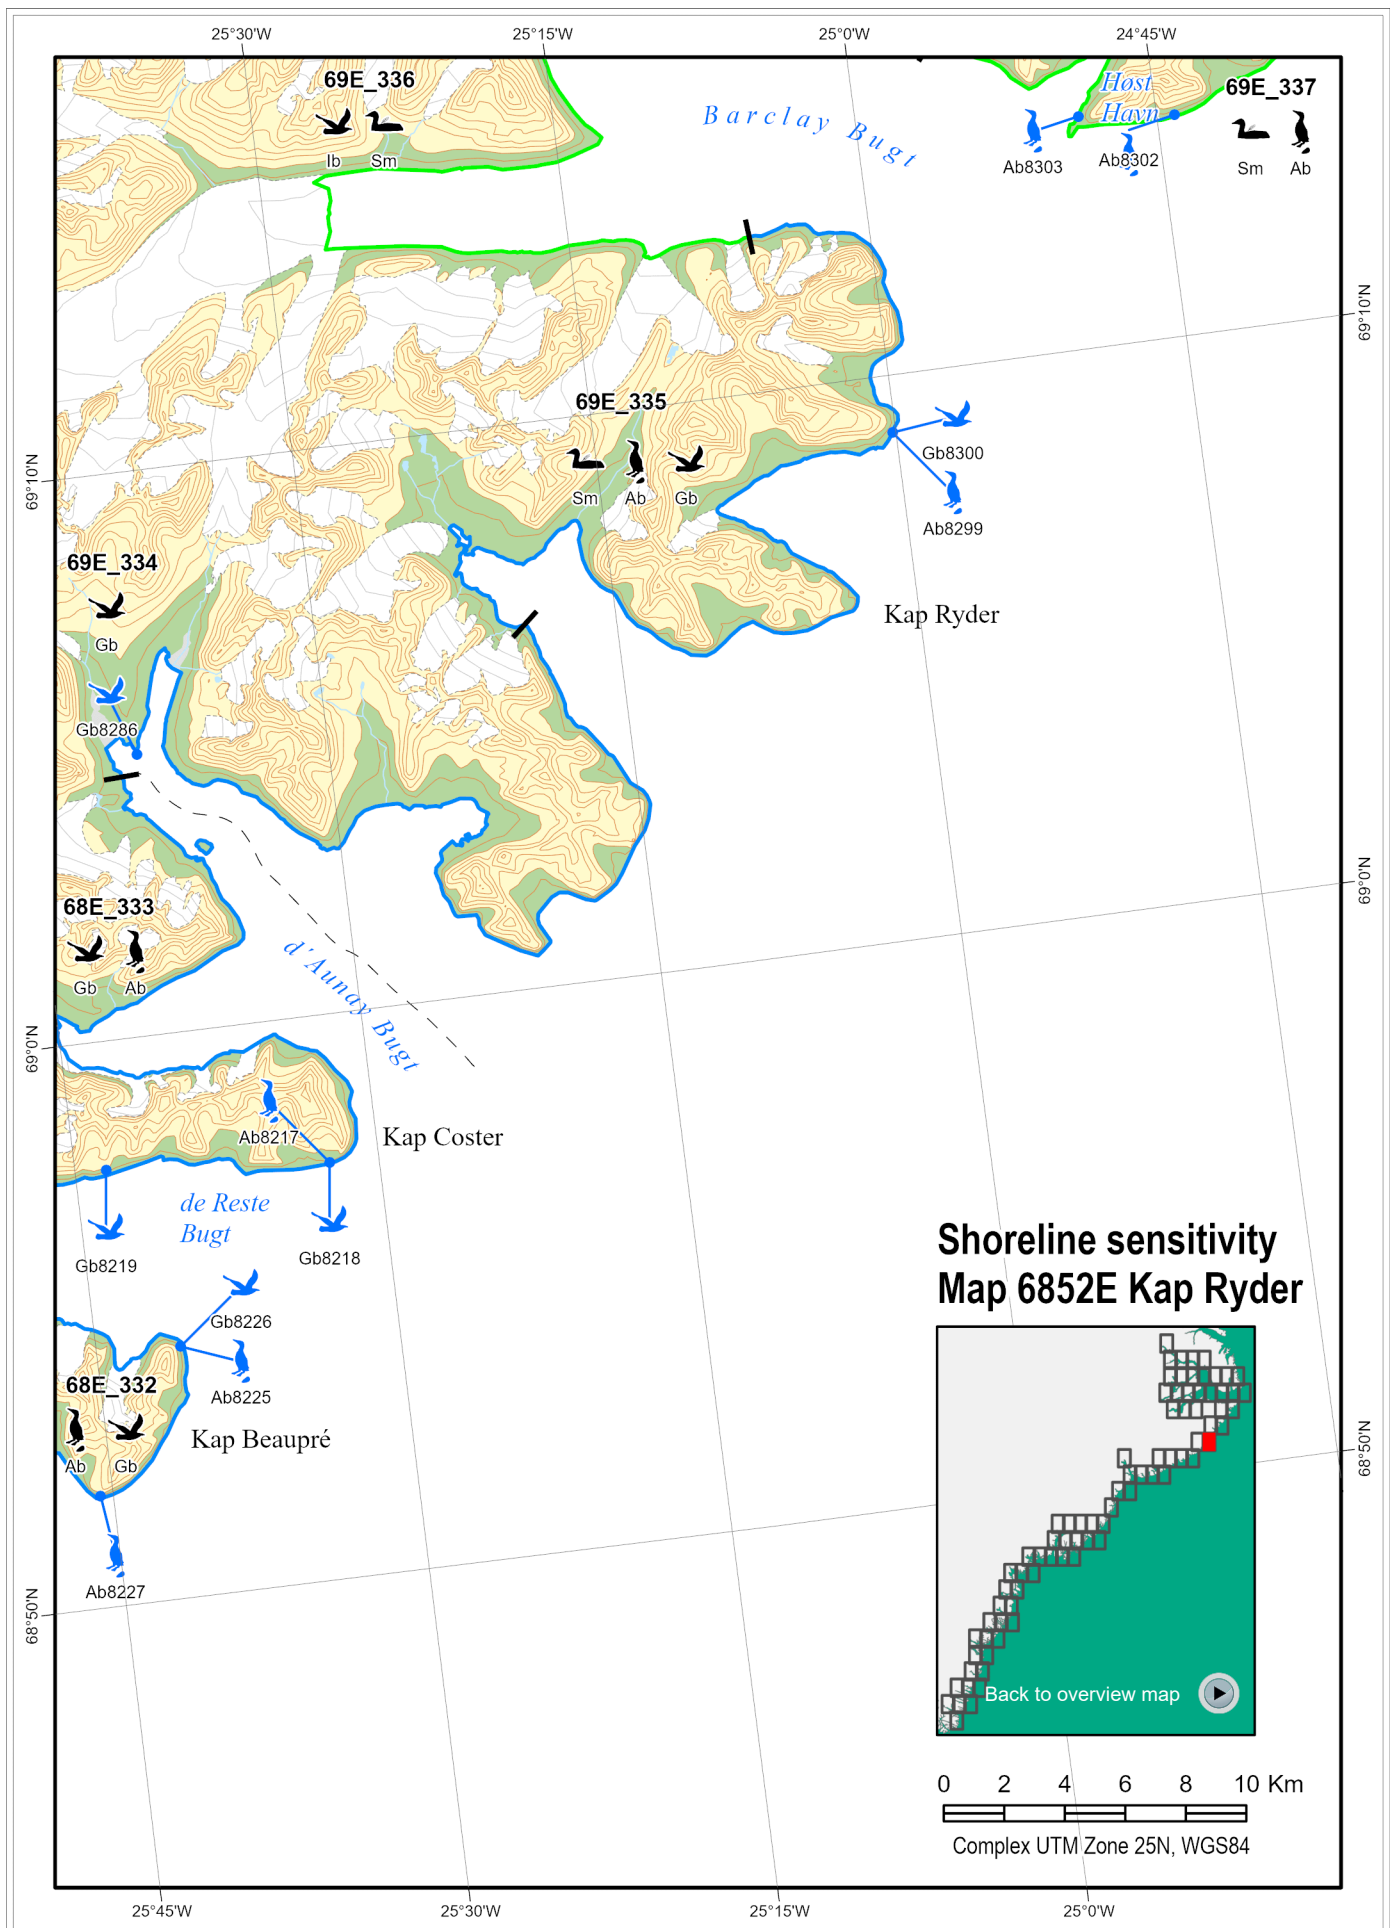 25°30'W
25°15'W
25°0'W
24°45'W
69E_336
Ib
Sm
Barclay Bugt
Høst
Havn
Ab8303
Ab8302
69E_337
Sm
Ab
69°10'N
69E_335
Sm
Ab
Gb
Gb8300
Ab8299
69°10'N
69E_334
Gb
Gb8286
Kap Ryder
69°0'N
68E_333
Gb
Ab
d'Aunay Bugt
69°0'N
Ab8217
Kap Coster
de Reste
Bugt
Gb8219
Gb8218
Gb8226
Ab8225
68E_332
Ab
Gb
Kap Beaupré
Ab8227
68°50'N
68°50'N
Shoreline sensitivity
Map 6852E Kap Ryder
Back to overview map
0 2 4 6 8 10 Km
Complex UTM Zone 25N, WGS84
25°45'W
25°30'W
25°15'W
25°0'W